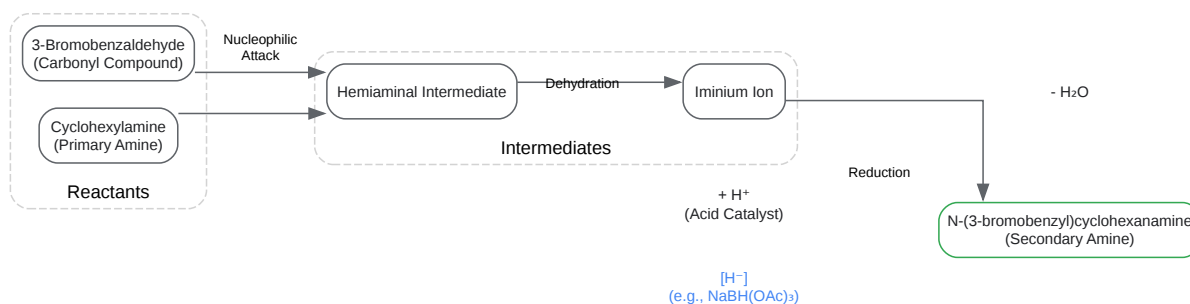 3-Bromobenzaldehyde
(Carbonyl Compound)
Nucleophilic
Attack
Cyclohexylamine
(Primary Amine)
Reactants
Hemiaminal Intermediate
Dehydration
Iminium Ion
Intermediates
- H₂O
+ H⁺
(Acid Catalyst)
Reduction
N-(3-bromobenzyl)cyclohexanamine
(Secondary Amine)
[H⁻]
(e.g., NaBH(OAc)₃)